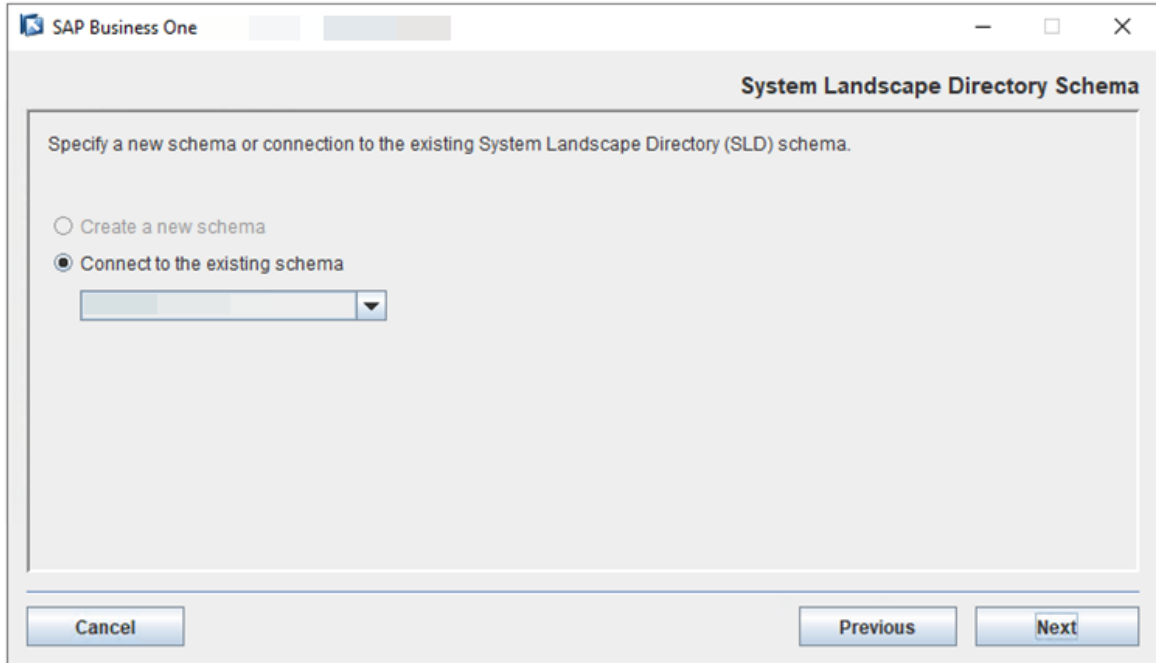 SAP Business One
System Landscape Directory Schema
Specify a new schema or connection to the existing System Landscape Directory (SLD) schema.
Create a new schema
Connect to the existing schema
Cancel
Previous
Next